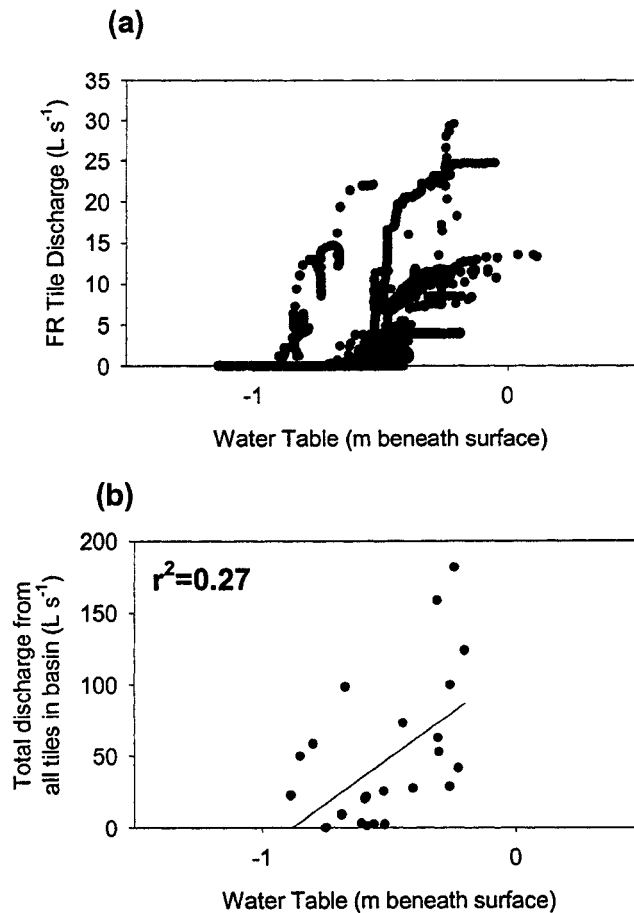 (a)
35
30
25
20
15
10
5
0
FR Tile Discharge (L s⁻¹)
-1
0
Water Table (m beneath surface)
(b)
200
150
100
50
0
r²=0.27
Total discharge from
all tiles in basin (L s⁻¹)
-1
0
Water Table (m beneath surface)